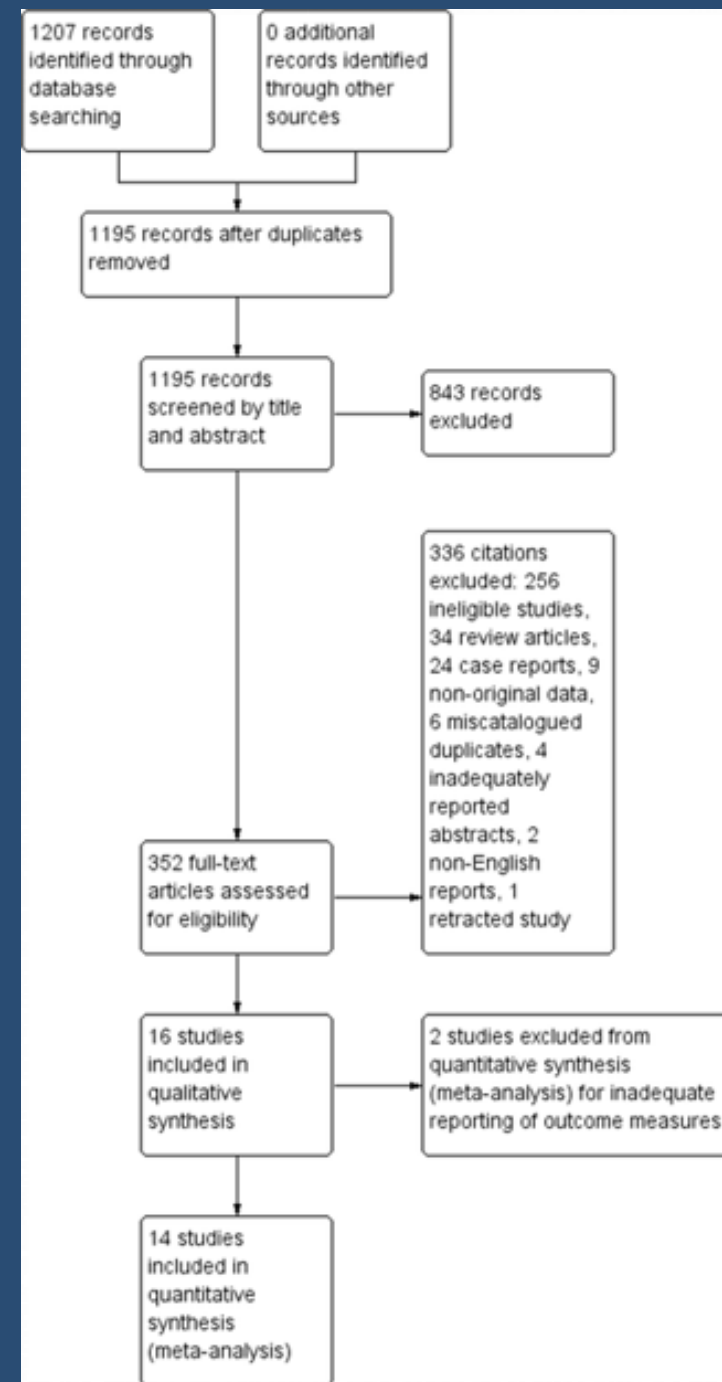 1207 records
identified through
database
searching
0 additional
records identified
through other
sources
1195 records after duplicates
removed
1195 records
screened by title
and abstract
843 records
excluded
336 citations
excluded: 256
ineligible studies,
34 review articles,
24 case reports, 9
non-original data,
6 miscatalogued
duplicates, 4
inadequately
reported
abstracts, 2
non-English
reports, 1
retracted study
352 full-text
articles assessed
for eligibility
16 studies
included in
qualitative
synthesis
2 studies excluded from
quantitative synthesis
(meta-analysis) for inadequate
reporting of outcome measures
14 studies
included in
quantitative
synthesis
(meta-analysis)